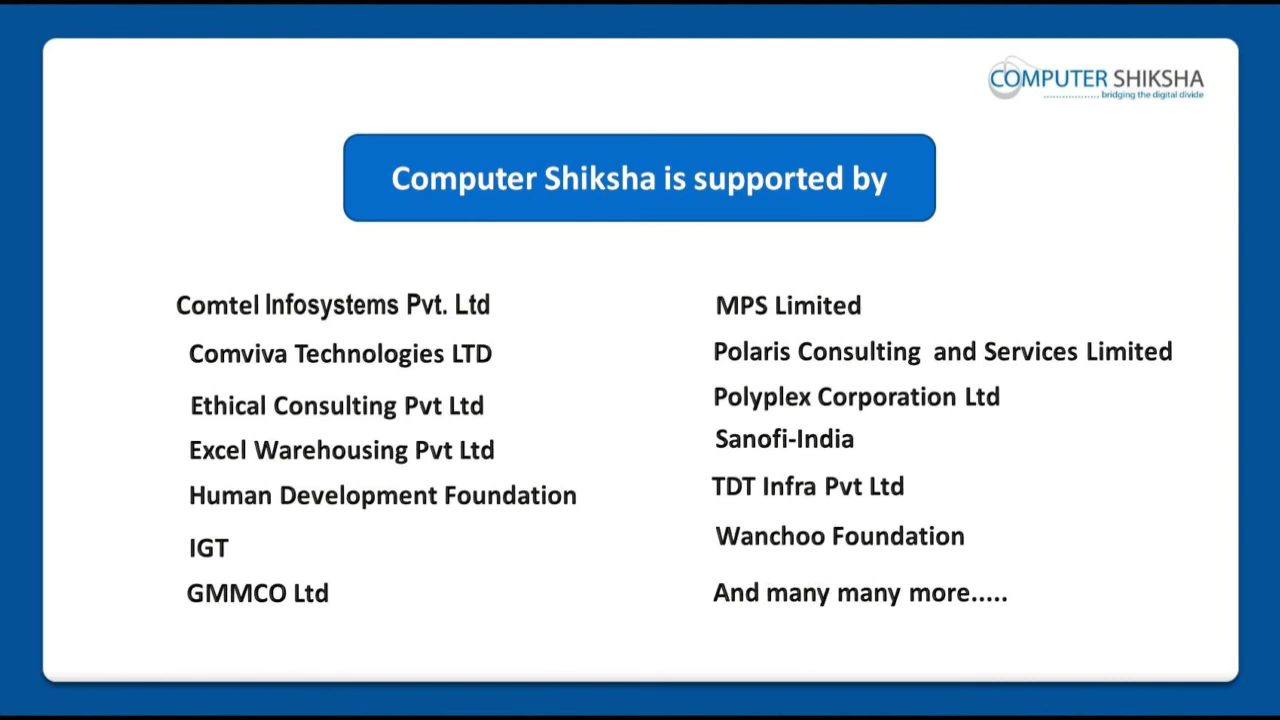 COMPUTER SHIKSHA
bridging the digital divide
Computer Shiksha is supported by
Comtel Infosystems Pvt. Ltd
Comviva Technologies LTD
Ethical Consulting Pvt Ltd
Excel Warehousing Pvt Ltd
Human Development Foundation
IGT
GMMCO Ltd
MPS Limited
Polaris Consulting and Services Limited
Polyplex Corporation Ltd
Sanofi-India
TDT Infra Pvt Ltd
Wanchoo Foundation
And many many more.....